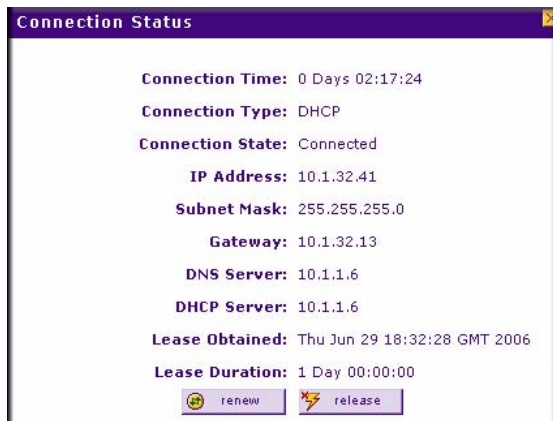 Connection Status
Connection Time: 0 Days 02:17:24
Connection Type: DHCP
Connection State: Connected
IP Address: 10.1.32.41
Subnet Mask: 255.255.255.0
Gateway: 10.1.32.13
DNS Server: 10.1.1.6
DHCP Server: 10.1.1.6
Lease Obtained: Thu Jun 29 18:32:28 GMT 2006
Lease Duration: 1 Day 00:00:00
renew release